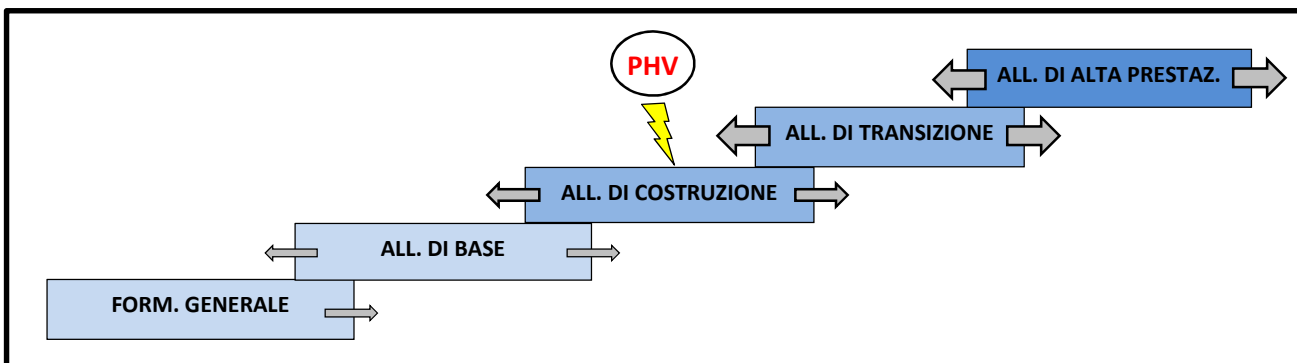 PHV
ALL. DI ALTA PRESTAZ.
ALL. DI TRANSIZIONE
ALL. DI COSTRUZIONE
ALL. DI BASE
FORM. GENERALE